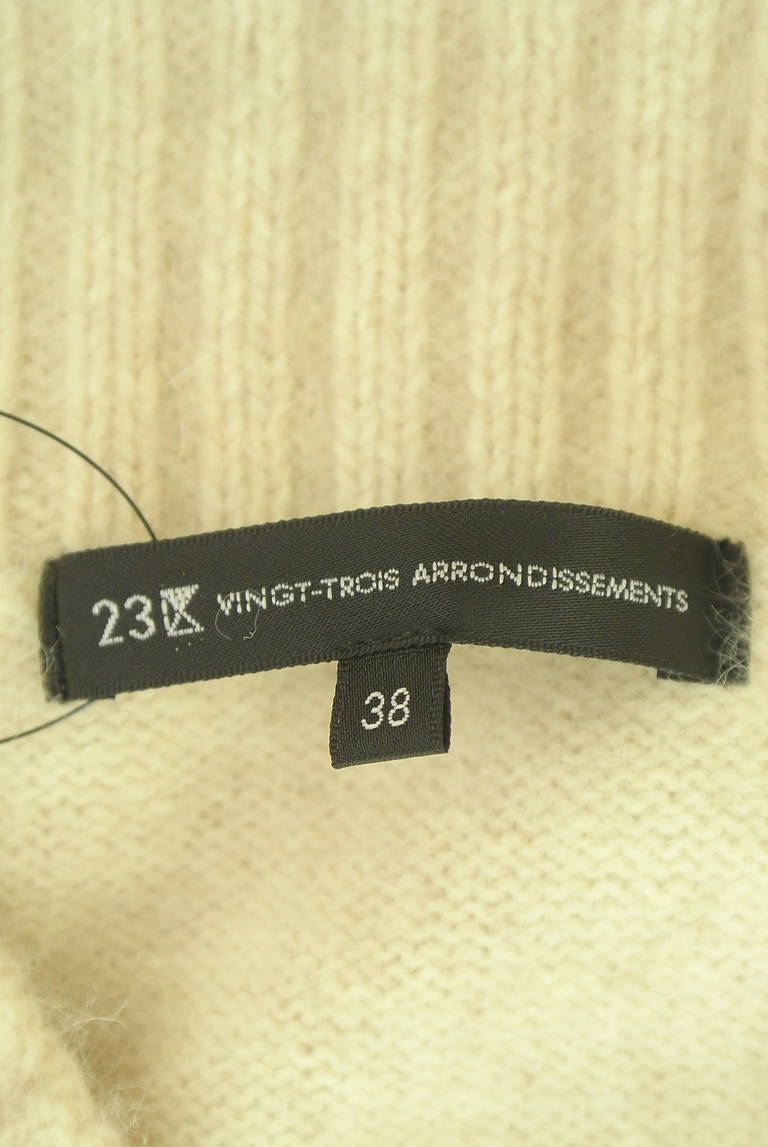 23区 VINGT-TROIS ARRONDISSEMENTS
38